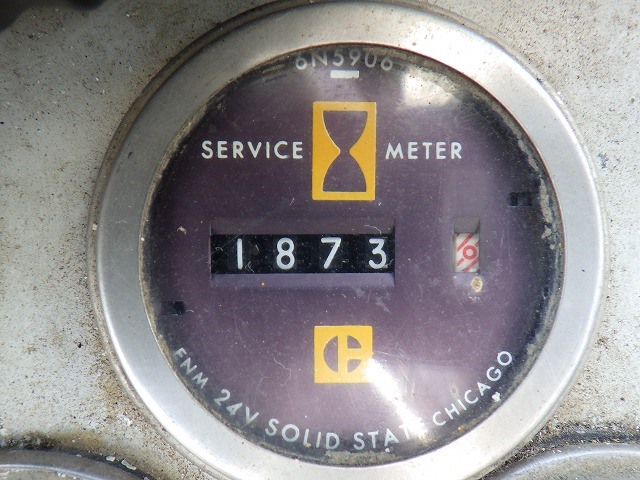 6N5906
SERVICE METER
1873
FNM 24V SOLID STATE CHICAGO